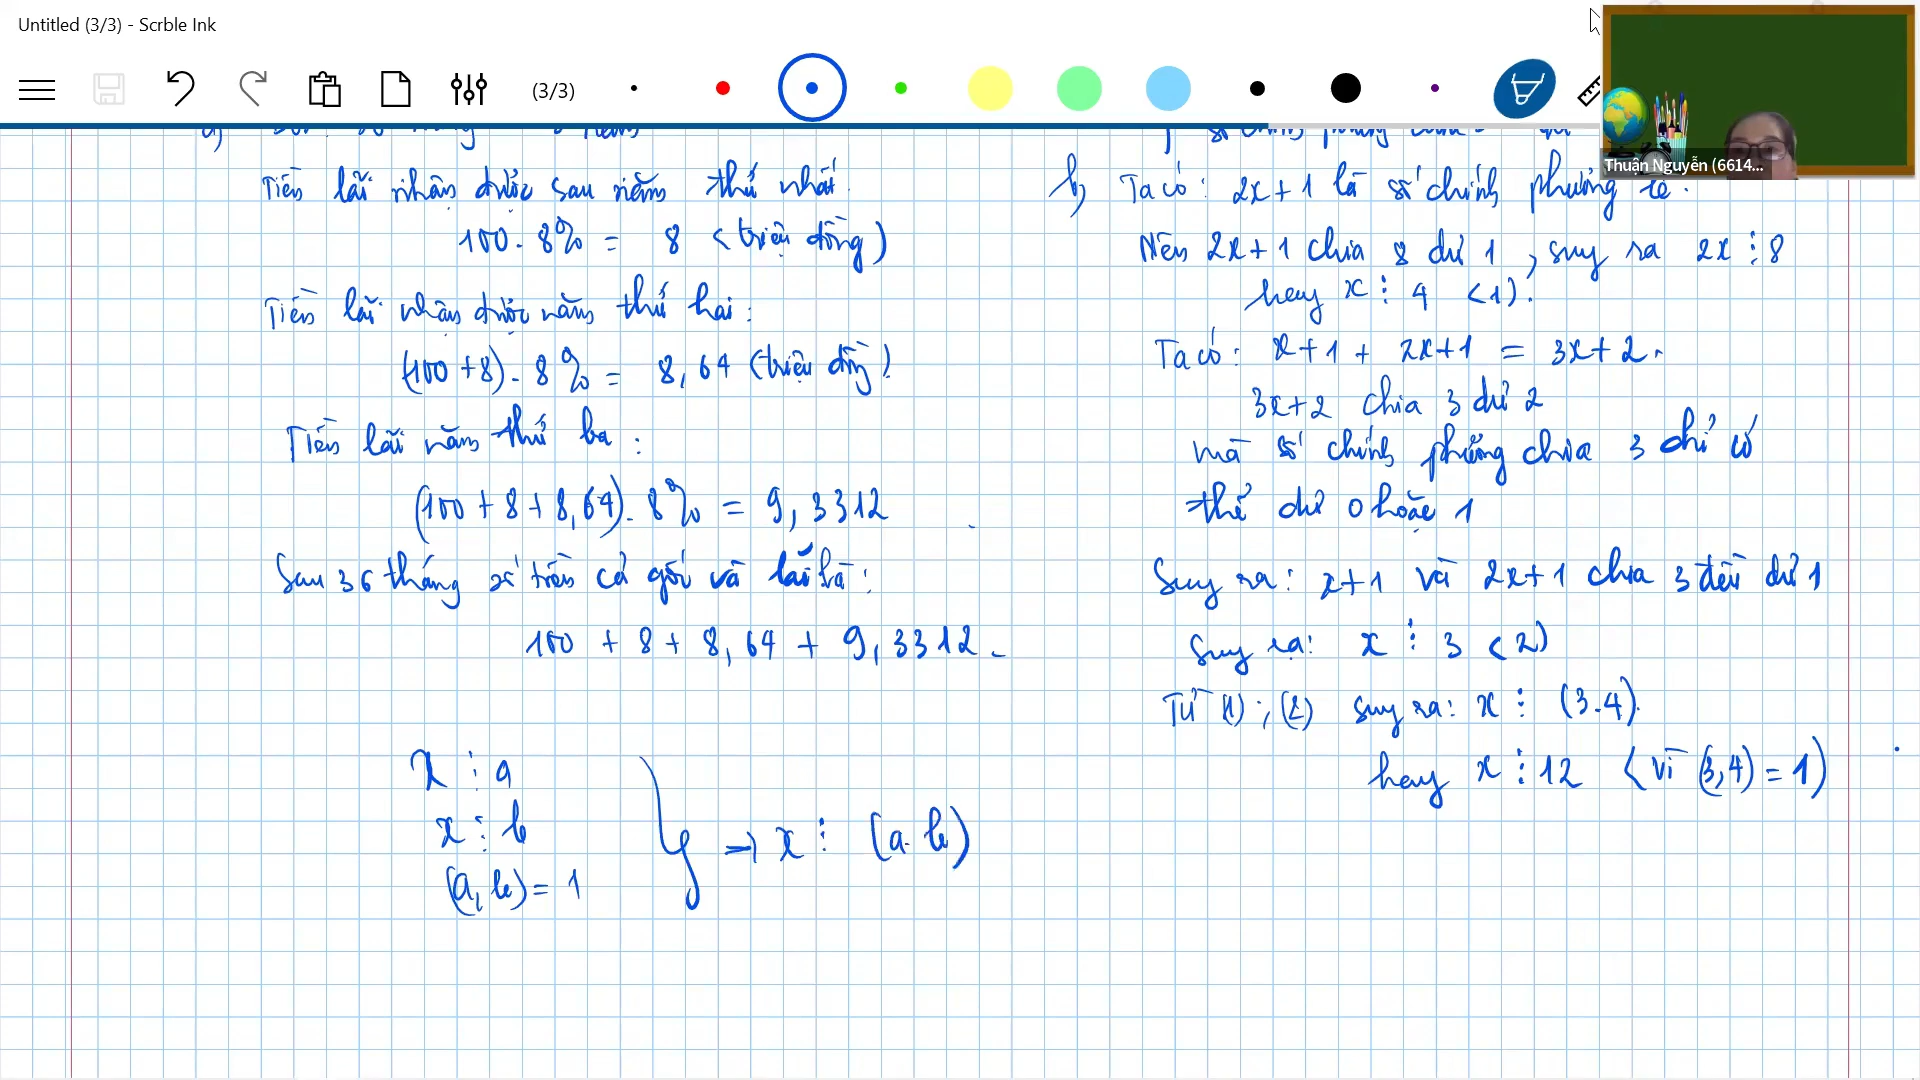 Untitled (3/3) - Scrble Ink
(3/3)
Thuận Nguyễn (6614...
Tiền lãi nhận được sau năm thứ nhất.
100. 8% = 8 (triệu đồng)
Tiền lãi nhận được năm thứ hai:
(100 + 8). 8% = 8,64 (triệu đồng)
Tiền lãi năm thứ ba:
(100 + 8 + 8,64). 8% = 9,3312
Sau 36 tháng số tiền cả gốc và lãi là:
100 + 8 + 8,64 + 9,3312.
x ⋮ a
x ⋮ b
(a, b) = 1
} → x ⋮ (a.b)
b) Ta có: 2x+1 là số chính phương lẻ.
Nên 2x+1 chia 8 dư 1, suy ra 2x ⋮ 8
hay x ⋮ 4 (1).
Ta có: x+1 + 2x+1 = 3x+2.
3x+2 chia 3 dư 2
mà số chính phương chia 3 chỉ có
thể dư 0 hoặc 1
Suy ra: x+1 và 2x+1 chia 3 đều dư 1
Suy ra: x ⋮ 3 (2)
Từ (1); (2) suy ra: x ⋮ (3.4).
hay x ⋮ 12 (vì (3,4) = 1)